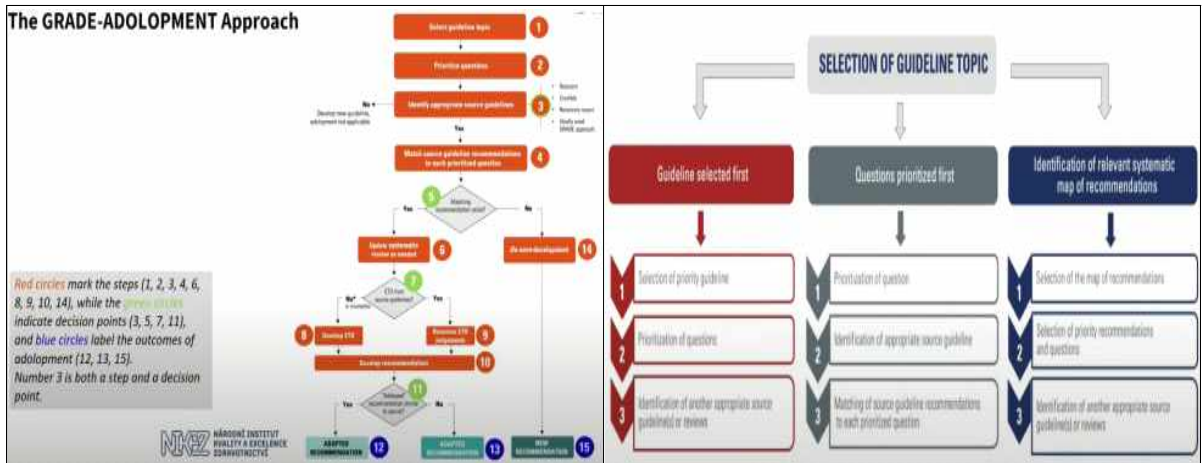 The GRADE-ADOLOPMENT Approach
Select guideline topic
1
Prioritize questions
2
Identify appropriate source guidelines
3
No
Develop new guideline,
adolopment not applicable
Yes
Match source guideline recommendations
to each prioritized question
4
5
Matching
recommendation
Yes
No
Update systematic
review as needed
6
De novo development
14
7
EtD from
source guidelines?
No*
Yes
8
Develop ETD
9
10
Develop recommendation
11
Yes
No
ADOPTED
RECOMMENDATION
12
ADAPTED
RECOMMENDATION
13
NEW
RECOMMENDATION
15
Red circles mark the steps (1, 2, 3, 4, 6,
8, 9, 10, 14), while the green circles
indicate decision points (3, 5, 7, 11),
and blue circles label the outcomes of
adolopment (12, 13, 15).
Number 3 is both a step and a decision
point.
NIKEZ
NÁRODNÍ INSTITUT
KVALITY A EXCELENCE
ZDRAVOTNICTVÍ
SELECTION OF GUIDELINE TOPIC
Guideline selected first
1
Selection of priority guideline
2
Prioritization of questions
3
Identification of another appropriate source
guideline(s) or reviews
Questions prioritized first
1
Prioritization of question
2
Identification of appropriate source guideline
3
Matching of source guideline recommendations
to each prioritized question
Identification of relevant systematic
map of recommendations
1
Selection of the map of recommendations
2
Selection of priority recommendations
and questions
3
Identification of another appropriate source
guideline(s) or reviews